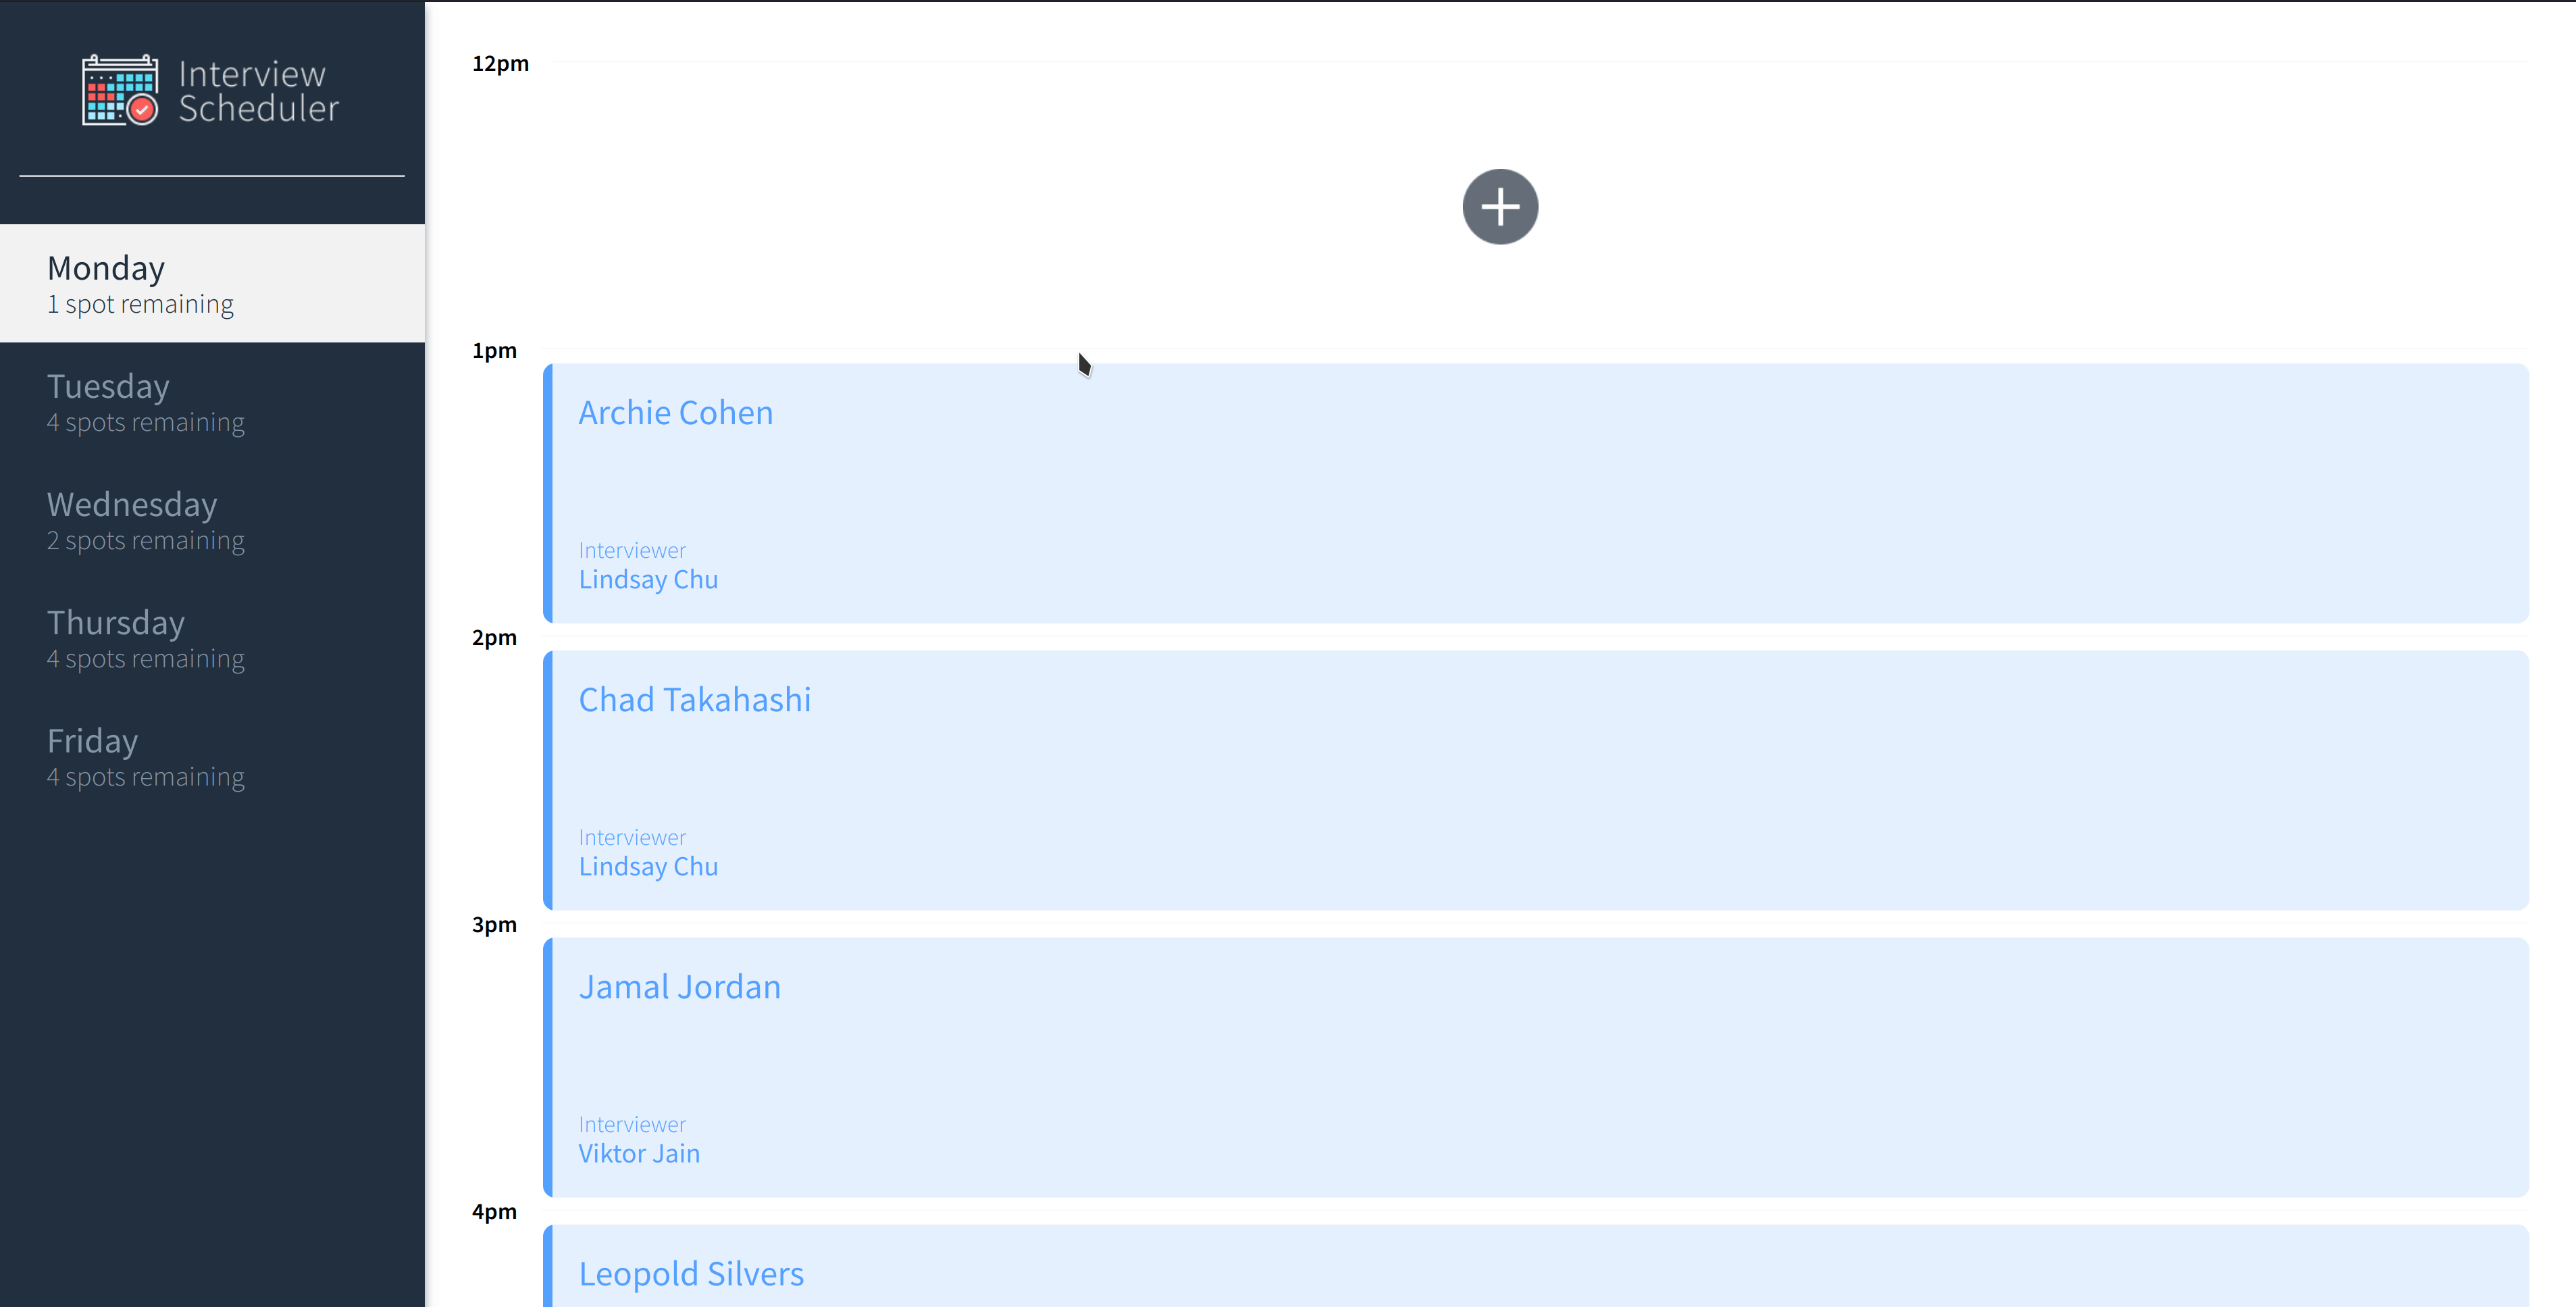 Interview
Scheduler
Monday
1 spot remaining
Tuesday
4 spots remaining
Wednesday
2 spots remaining
Thursday
4 spots remaining
Friday
4 spots remaining
12pm
1pm
Archie Cohen
Interviewer
Lindsay Chu
2pm
Chad Takahashi
Interviewer
Lindsay Chu
3pm
Jamal Jordan
Interviewer
Viktor Jain
4pm
Leopold Silvers